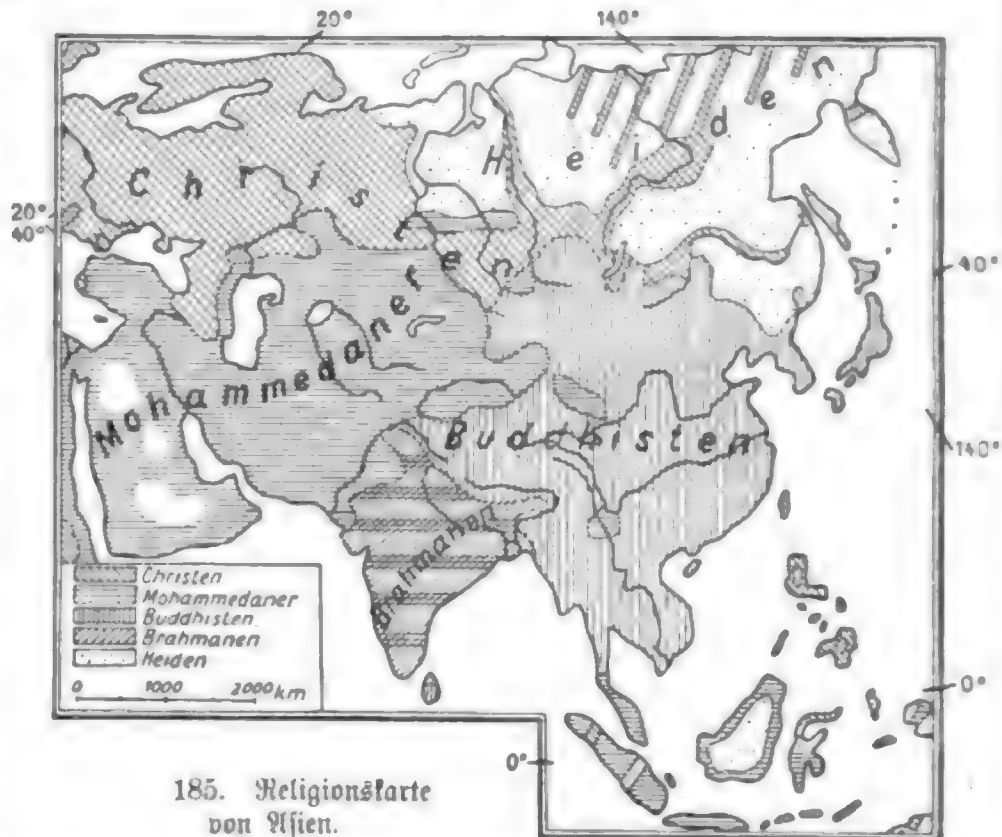 20° 140°
Heiden
Christen
20°
40°
40°
Mohammedaner
Buddhisten
140°
Brahmanen
Christen
Mohammedaner
Buddhisten
Brahmanen
Heiden
0 1000 2000 km
0°
0°
185. Religionskarte
von Asien.